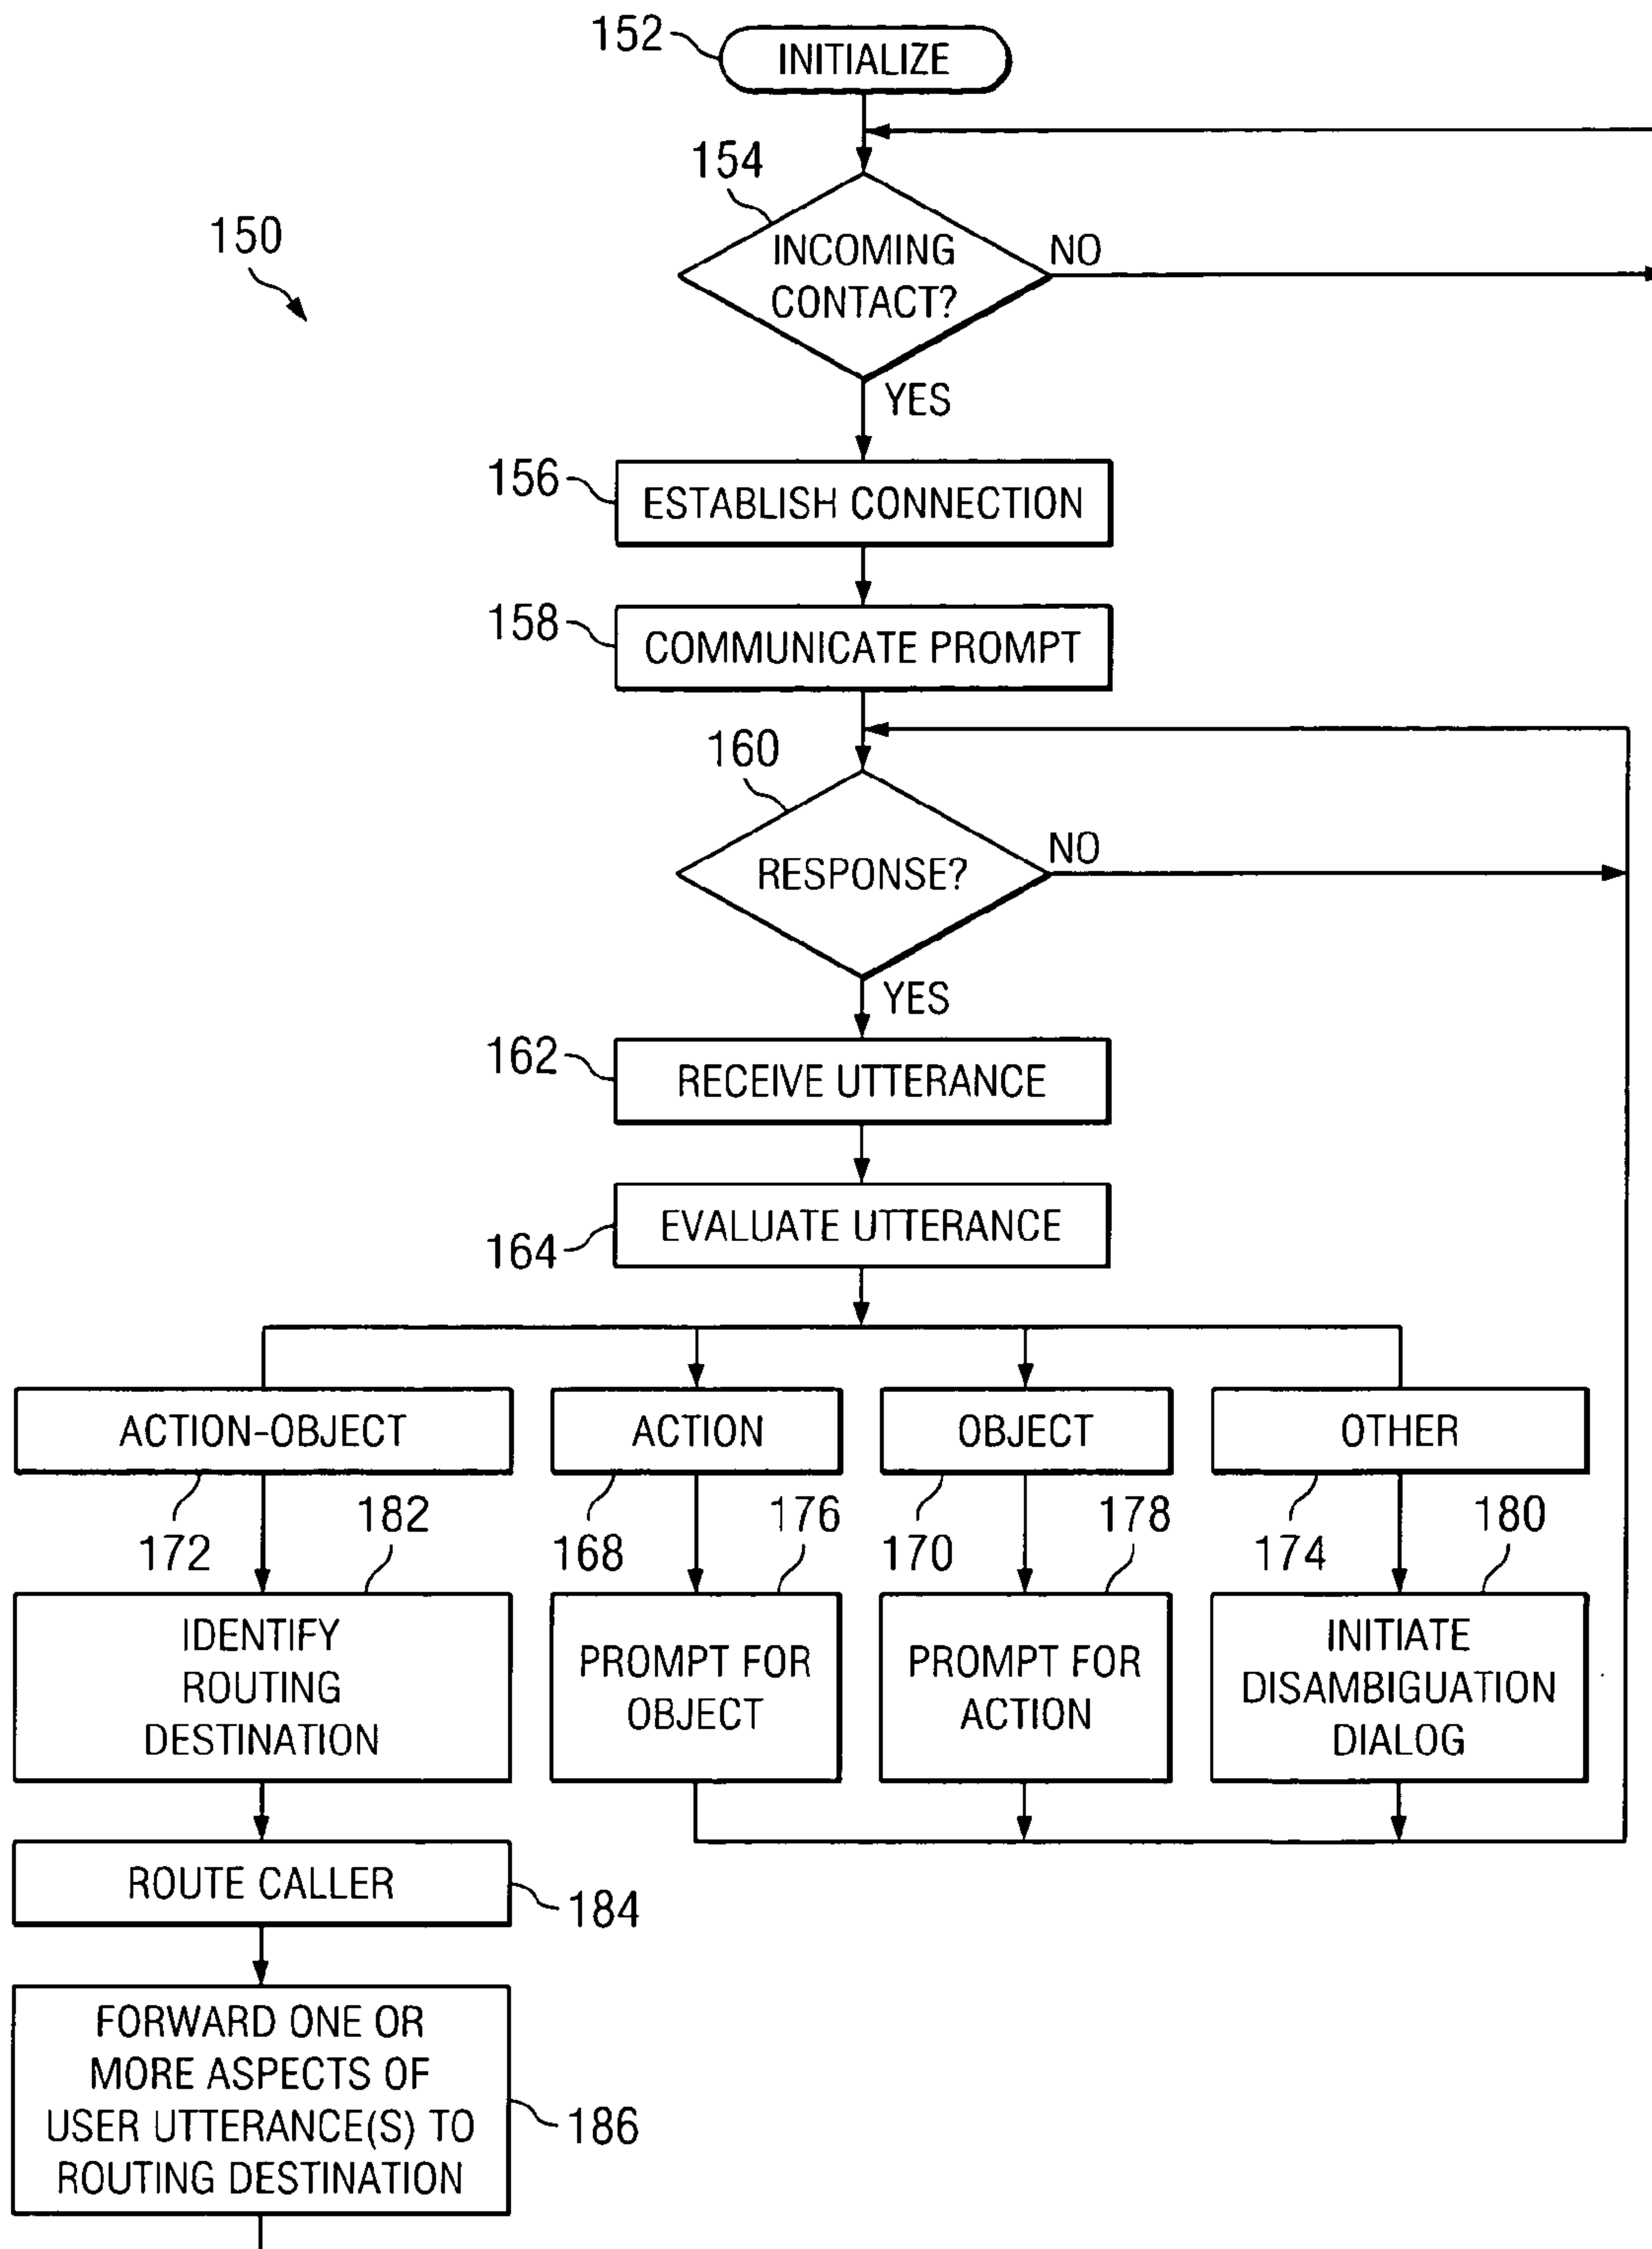 152
INITIALIZE
154
150
INCOMING
CONTACT?
NO
YES
156
ESTABLISH CONNECTION
158
COMMUNICATE PROMPT
160
RESPONSE?
NO
YES
162
RECEIVE UTTERANCE
164
EVALUATE UTTERANCE
ACTION-OBJECT
ACTION
OBJECT
OTHER
172
182
168
176
170
178
174
180
IDENTIFY
ROUTING
DESTINATION
PROMPT FOR
OBJECT
PROMPT FOR
ACTION
INITIATE
DISAMBIGUATION
DIALOG
ROUTE CALLER
184
FORWARD ONE OR
MORE ASPECTS OF
USER UTTERANCE(S) TO
ROUTING DESTINATION
186